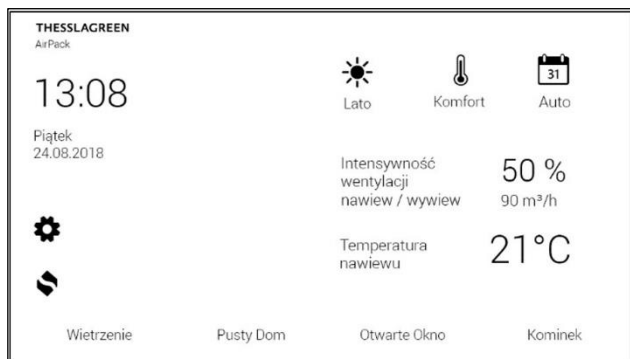 THESSLAGREEN
AirPack
13:08
Piątek
24.08.2018
31
Lato
Komfort
Auto
Intensywność
wentylacji
nawiew / wywiew
50 %
90 m³/h
Temperatura
nawiewu
21°C
Wietrzenie
Pusty Dom
Otwarte Okno
Kominek